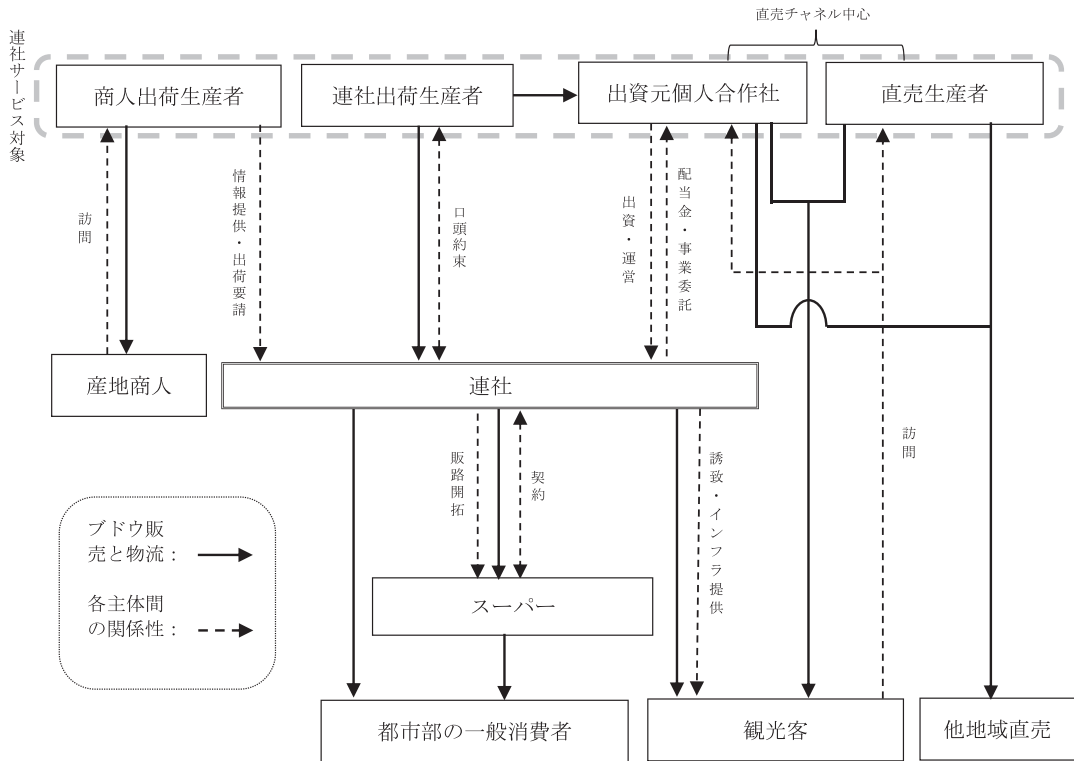 直売チャネル中心
連社サービス対象
商人出荷生産者
連社出荷生産者
出資元個人合作社
直売生産者
訪問
情報提供・出荷要請
口頭約束
出資・運営
配当金・事業委託
産地商人
連社
訪問
販路開拓
契約
誘致・インフラ提供
ブドウ販
売と物流：
各主体間
の関係性：
スーパー
都市部の一般消費者
観光客
他地域直売